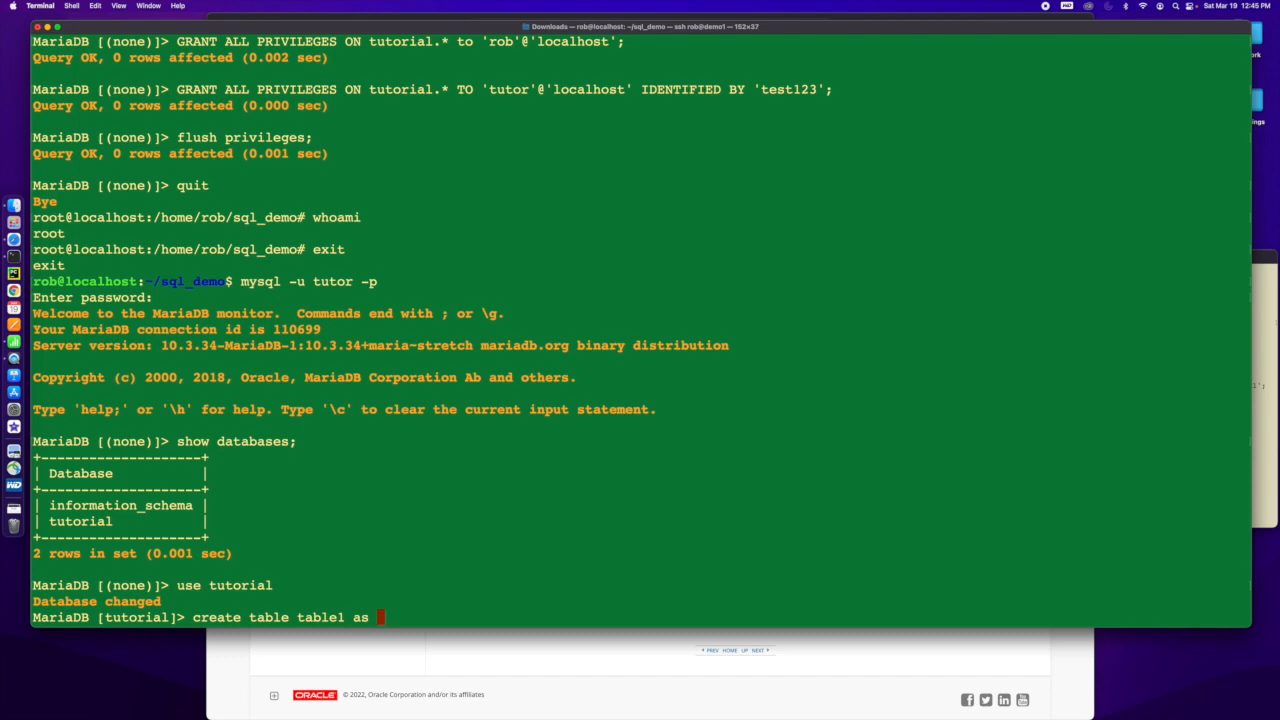 Terminal Shell Edit View Window Help
Sat Mar 19 12:45 PM
Downloads — rob@localhost: ~/sql_demo — ssh rob@demo1 — 152×37
MariaDB [(none)]> GRANT ALL PRIVILEGES ON tutorial.* to 'rob'@'localhost';
Query OK, 0 rows affected (0.002 sec)
MariaDB [(none)]> GRANT ALL PRIVILEGES ON tutorial.* TO 'tutor'@'localhost' IDENTIFIED BY 'test123';
Query OK, 0 rows affected (0.000 sec)
MariaDB [(none)]> flush privileges;
Query OK, 0 rows affected (0.001 sec)
MariaDB [(none)]> quit
Bye
root@localhost:/home/rob/sql_demo# whoami
root
root@localhost:/home/rob/sql_demo# exit
exit
rob@localhost:~/sql_demo$ mysql -u tutor -p
Enter password:
Welcome to the MariaDB monitor.  Commands end with ; or \g.
Your MariaDB connection id is 110699
Server version: 10.3.34-MariaDB-1:10.3.34+maria~stretch mariadb.org binary distribution
Copyright (c) 2000, 2018, Oracle, MariaDB Corporation Ab and others.
Type 'help;' or '\h' for help. Type '\c' to clear the current input statement.
MariaDB [(none)]> show databases;
+--------------------+
| Database           |
+--------------------+
| information_schema |
| tutorial           |
+--------------------+
2 rows in set (0.001 sec)
MariaDB [(none)]> use tutorial
Database changed
MariaDB [tutorial]> create table table1 as
PREV HOME UP NEXT
ORACLE © 2022, Oracle Corporation and/or its affiliates